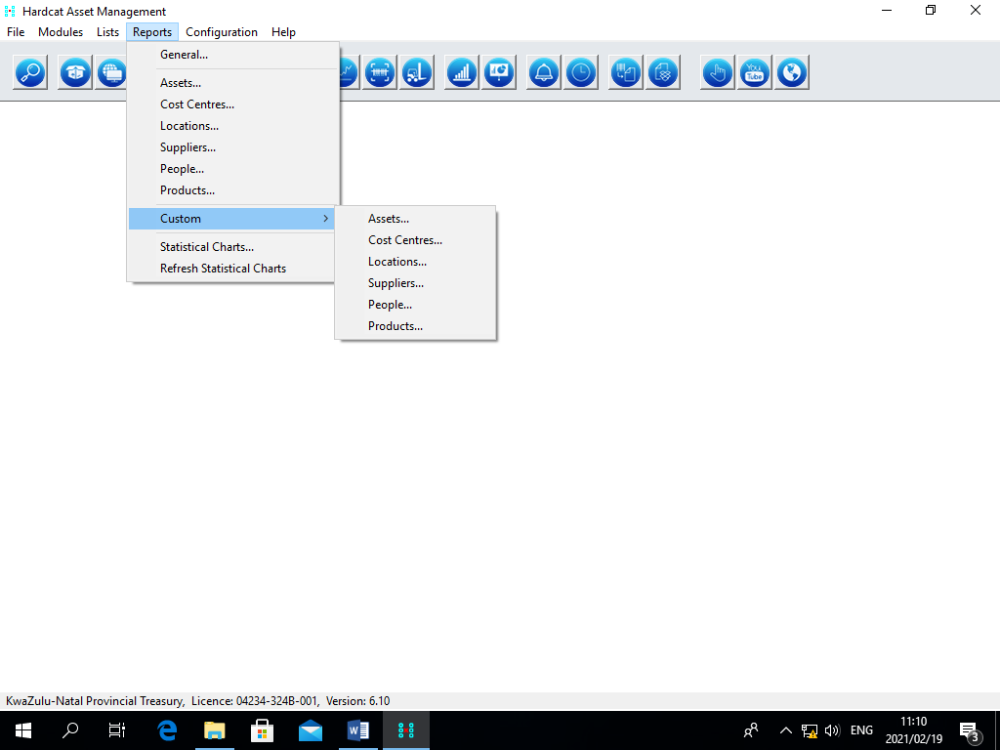 Hardcat Asset Management
File Modules Lists Reports Configuration Help
General...
Assets...
Cost Centres...
Locations...
Suppliers...
People...
Products...
Custom
Statistical Charts...
Refresh Statistical Charts
Assets...
Cost Centres...
Locations...
Suppliers...
People...
Products...
You
Tube
KwaZulu-Natal Provincial Treasury, Licence: 04234-324B-001, Version: 6.10
W
ENG
11:10
2021/02/19
3